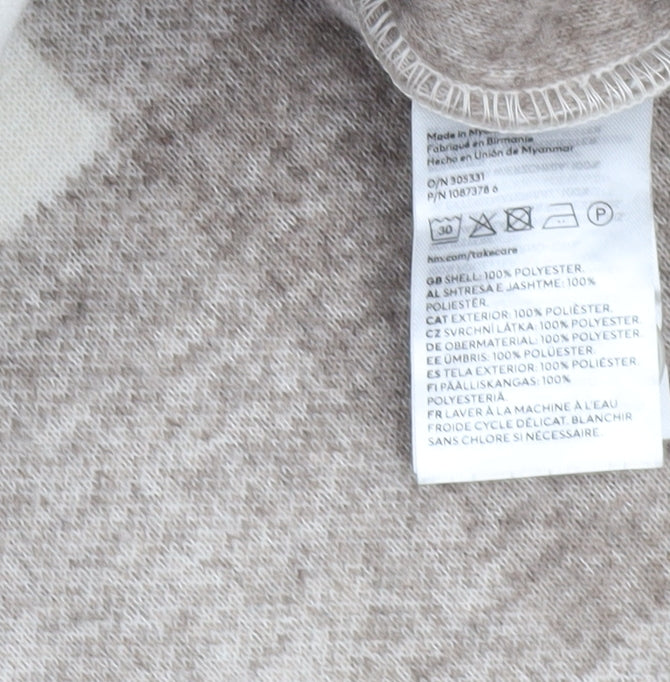 Made in My
Fabriqué en Birmanie
Hecho en Unión de Myanmar
O/N 305331
P/N 1087378 6
30 P
hm.com/takecare
GB SHELL: 100% POLYESTER.
AL SHTRESA E JASHTME: 100%
POLIESTËR.
CAT EXTERIOR: 100% POLIÈSTER.
CZ SVRCHNÍ LÁTKA: 100% POLYESTER.
DE OBERMATERIAL: 100% POLYESTER.
EE ÜMBRIS: 100% POLÜESTER.
ES TELA EXTERIOR: 100% POLIÉSTER.
FI PÄÄLLISKANGAS: 100%
POLYESTERIÄ.
FR LAVER À LA MACHINE À L'EAU
FROIDE CYCLE DÉLICAT. BLANCHIR
SANS CHLORE SI NÉCESSAIRE.